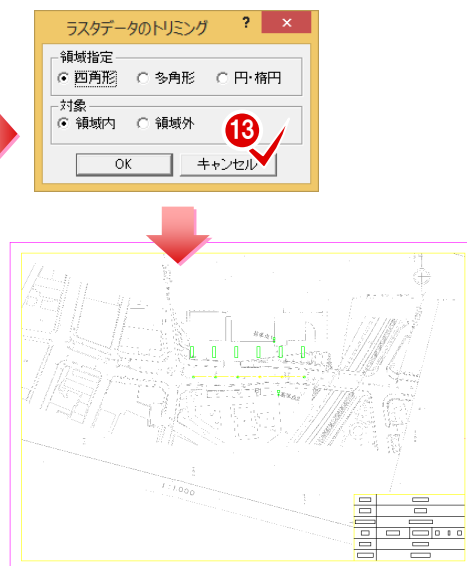 ラスタデータのトリミング ? ×
領域指定
四角形 多角形 円・楕円
対象
領域内 領域外
13
OK キャンセル
1:1,000